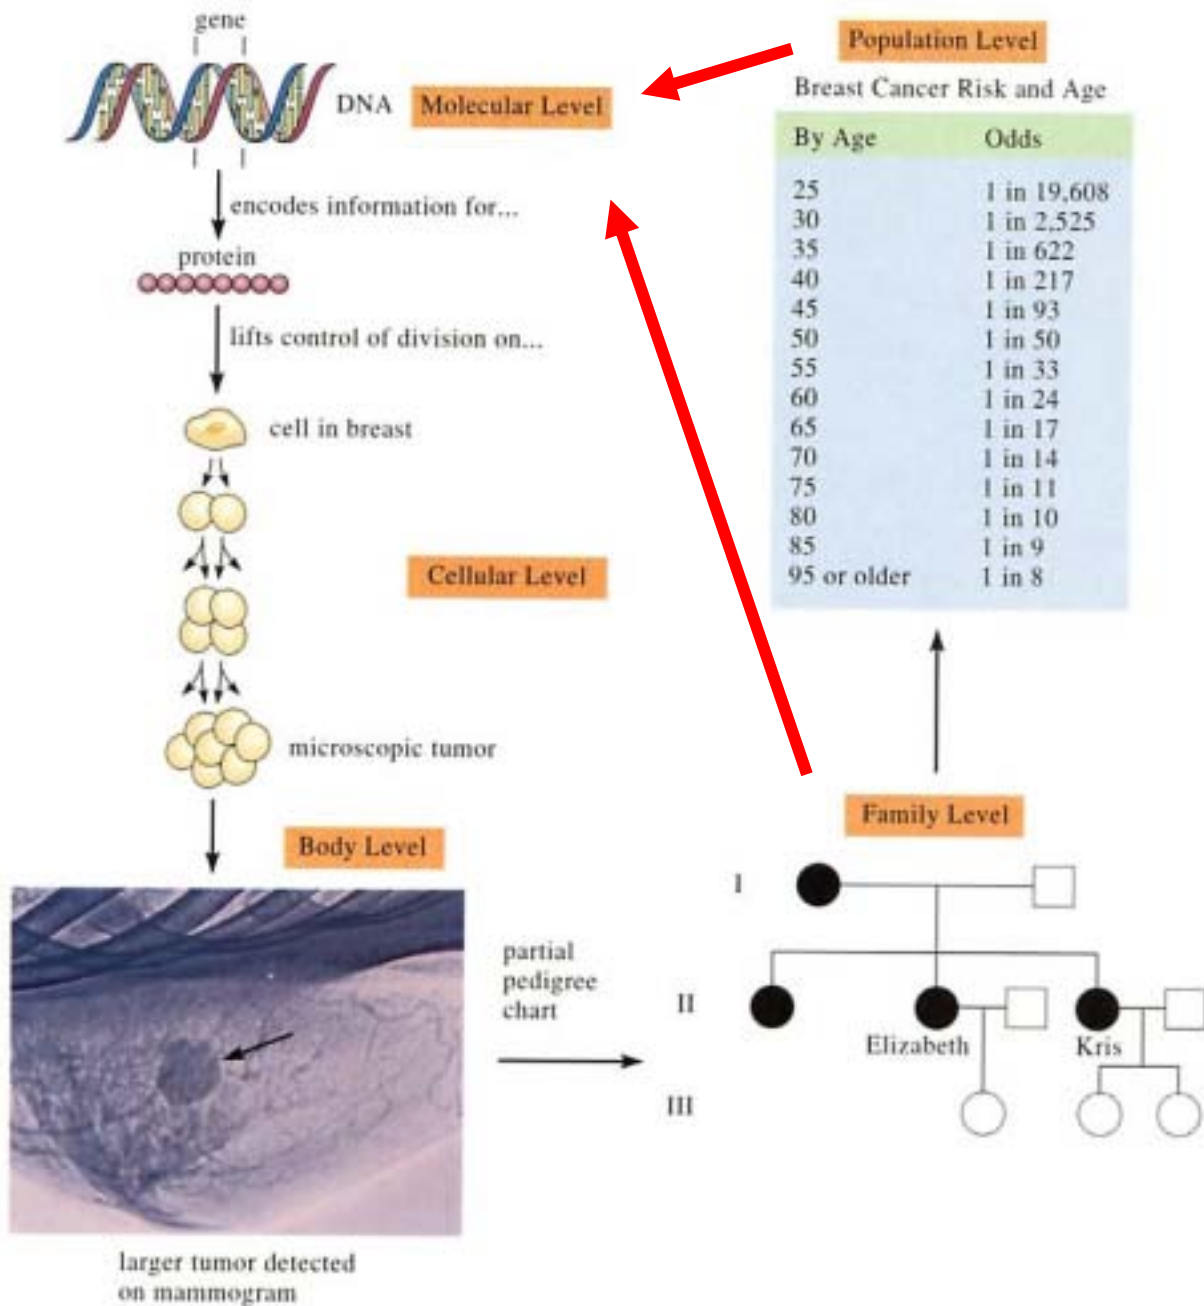 gene
DNA
Molecular Level
encodes information for...
protein
lifts control of division on...
cell in breast
Cellular Level
microscopic tumor
Body Level
larger tumor detected
on mammogram
partial
pedigree
chart
Family Level
I
II
Elizabeth
Kris
III
Population Level
Breast Cancer Risk and Age
By Age Odds
25 1 in 19,608
30 1 in 2,525
35 1 in 622
40 1 in 217
45 1 in 93
50 1 in 50
55 1 in 33
60 1 in 24
65 1 in 17
70 1 in 14
75 1 in 11
80 1 in 10
85 1 in 9
95 or older 1 in 8